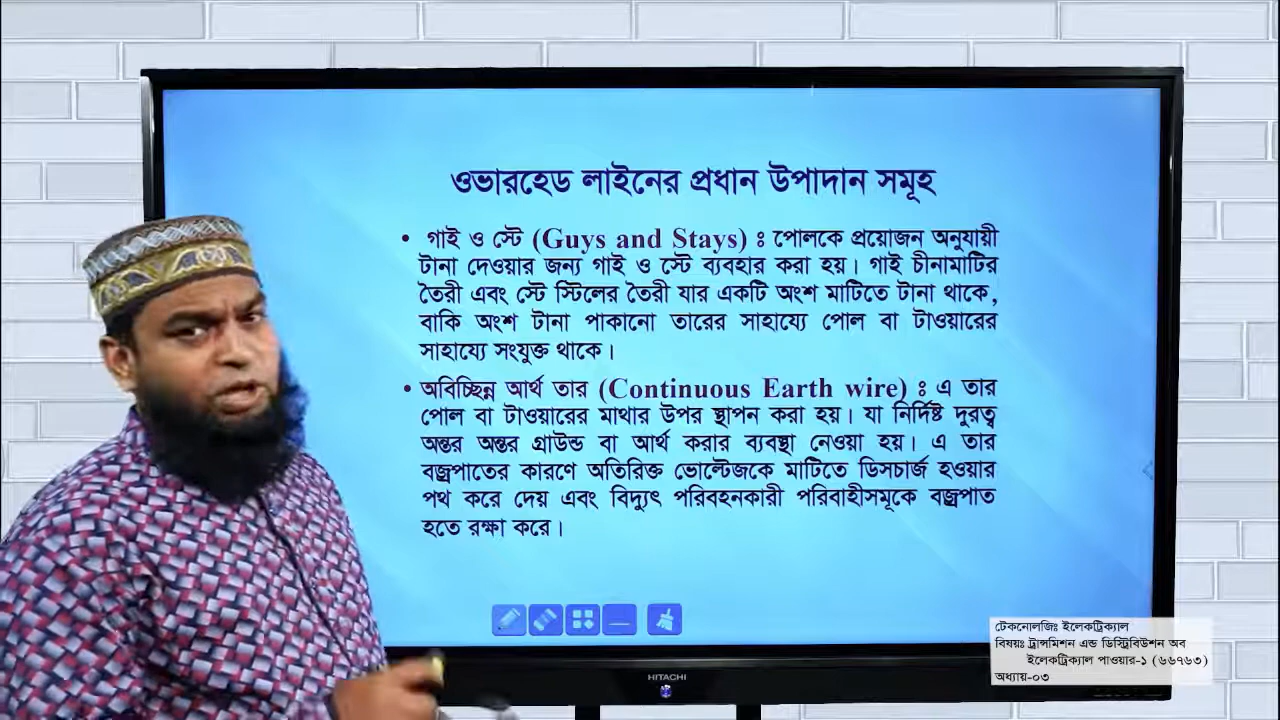 ওভারহেড লাইনের প্রধান উপাদান সমূহ
• গাই ও স্টে (Guys and Stays) ঃ পোলকে প্রয়োজন অনুযায়ী
টানা দেওয়ার জন্য গাই ও স্টে ব্যবহার করা হয়। গাই চীনামাটির
তৈরী এবং স্টে স্টিলের তৈরী যার একটি অংশ মাটিতে টানা থাকে,
বাকি অংশ টানা পাকানো তারের সাহায্যে পোল বা টাওয়ারের
সাহায্যে সংযুক্ত থাকে।
• অবিচ্ছিন্ন আর্থ তার (Continuous Earth wire) ঃ এ তার
পোল বা টাওয়ারের মাথার উপর স্থাপন করা হয়। যা নির্দিষ্ট দুরত্ব
অন্তর অন্তর গ্রাউন্ড বা আর্থ করার ব্যবস্থা নেওয়া হয়। এ তার
বজ্রপাতের কারণে অতিরিক্ত ভোল্টেজকে মাটিতে ডিসচার্জ হওয়ার
পথ করে দেয় এবং বিদ্যুৎ পরিবহনকারী পরিবাহীসমূকে বজ্রপাত
হতে রক্ষা করে।
HITACHI
টেকনোলজিঃ ইলেকট্রিক্যাল
বিষয়ঃ ট্রান্সমিশন এন্ড ডিস্ট্রিবিউশন অব
ইলেকট্রিক্যাল পাওয়ার-১ (৬৬৭৬৩)
অধ্যায়-০৩